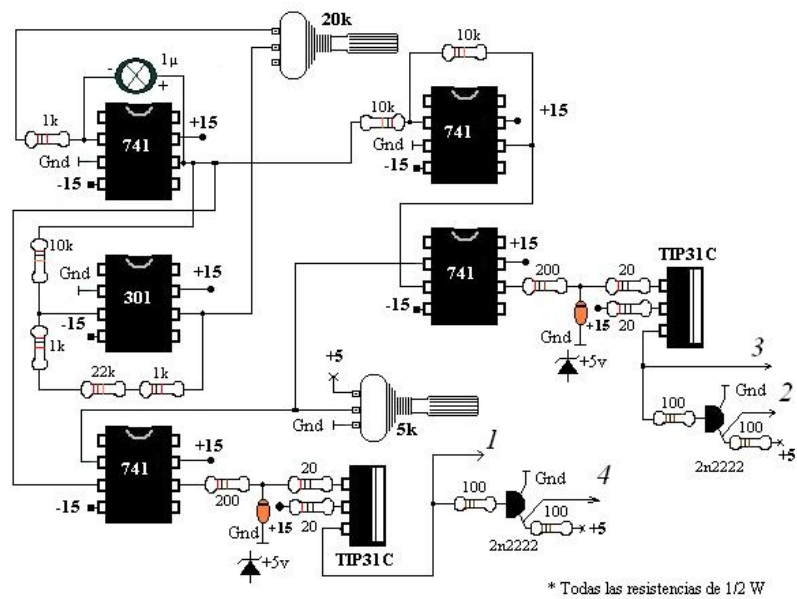 20k
1µ
-
+
1k
741
+15
Gnd
-15
10k
10k
741
+15
Gnd
-15
10k
Gnd
301
+15
-15
1k
22k
1k
741
+15
-15
200
20
TIP31C
+15
20
Gnd
+5v
3
2
100
Gnd
100
2n2222
+5
+5
Gnd
5k
741
+15
-15
200
20
+15
20
Gnd
+5v
TIP31C
1
4
100
Gnd
100
2n2222
+5
* Todas las resistencias de 1/2 W